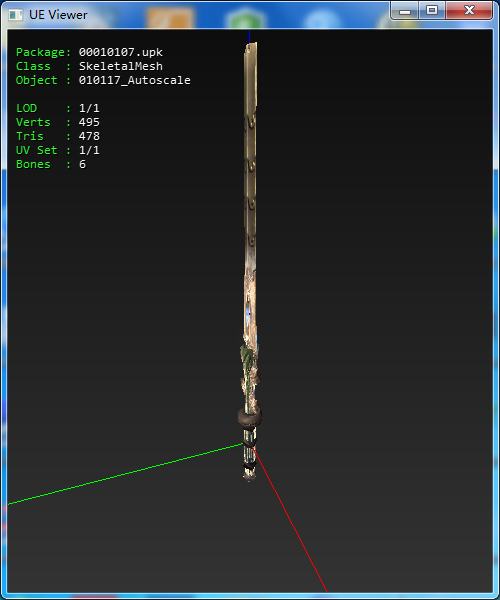 UE Viewer
Package: 00010107.upk
Class  : SkeletalMesh
Object : 010117_Autoscale
LOD    : 1/1
Verts  : 495
Tris   : 478
UV Set : 1/1
Bones  : 6